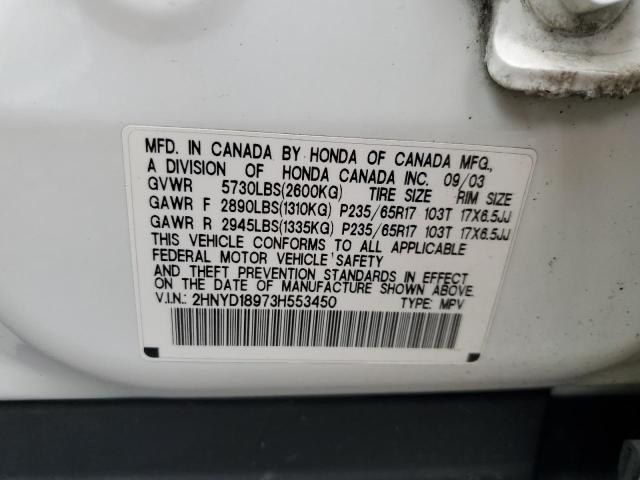 MFD. IN CANADA BY HONDA OF CANADA MFG.,
A DIVISION OF HONDA CANADA INC. 09/03
GVWR 5730LBS(2600KG) TIRE SIZE RIM SIZE
GAWR F 2890LBS(1310KG) P235/65R17 103T 17X6.5JJ
GAWR R 2945LBS(1335KG) P235/65R17 103T 17X6.5JJ
THIS VEHICLE CONFORMS TO ALL APPLICABLE
FEDERAL MOTOR VEHICLE SAFETY
AND THEFT PREVENTION STANDARDS IN EFFECT
ON THE DATE OF MANUFACTURE SHOWN ABOVE.
V.I.N.: 2HNYD18973H553450 TYPE: MPV